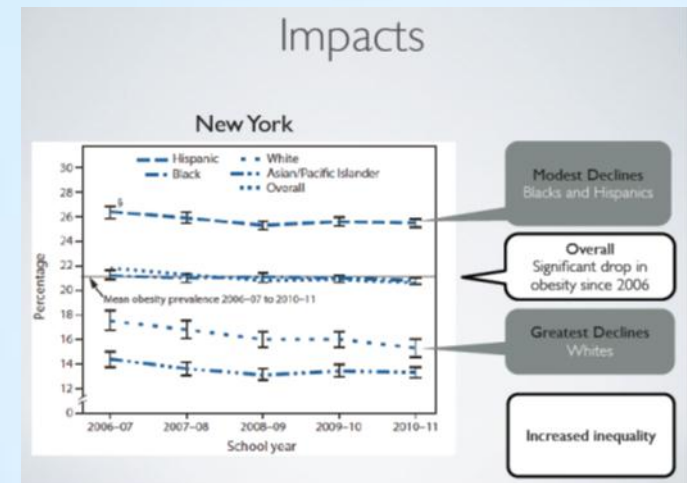 Impacts
New York
Hispanic
White
Black
Asian/Pacific Islander
Overall
30
28
26
24
22
20
18
16
14
12
0
§
Percentage
Mean obesity prevalence 2006–07 to 2010–11
2006–07 2007–08 2008–09 2009–10 2010–11
School year
Modest Declines
Blacks and Hispanics
Overall
Significant drop in
obesity since 2006
Greatest Declines
Whites
Increased inequality